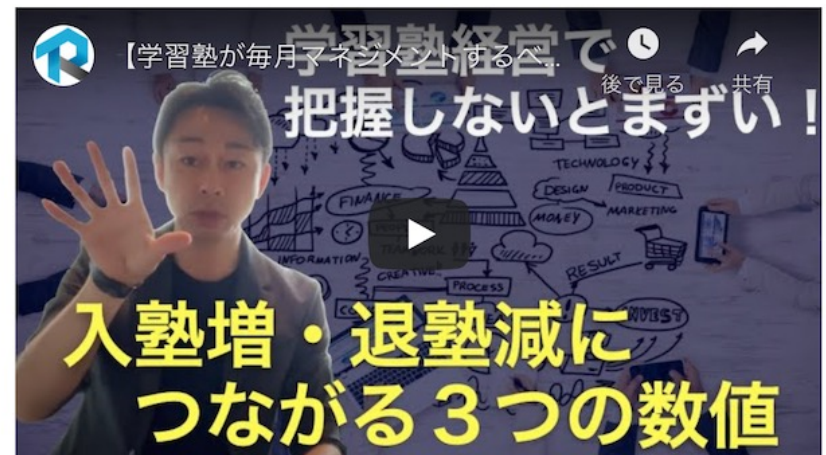 【学習塾が毎月マネジメントするべ...
学習塾経営で
後で見る
共有
把握しないとまずい！
TECHNOLOGY
DESIGN
PRODUCT
FINANCE
MONEY
MARKETING
TEAMWORK
INFORMATION
CREATIVE!
RESULT
PROCESS
INVEST
入塾増・退塾減に
つながる３つの数値